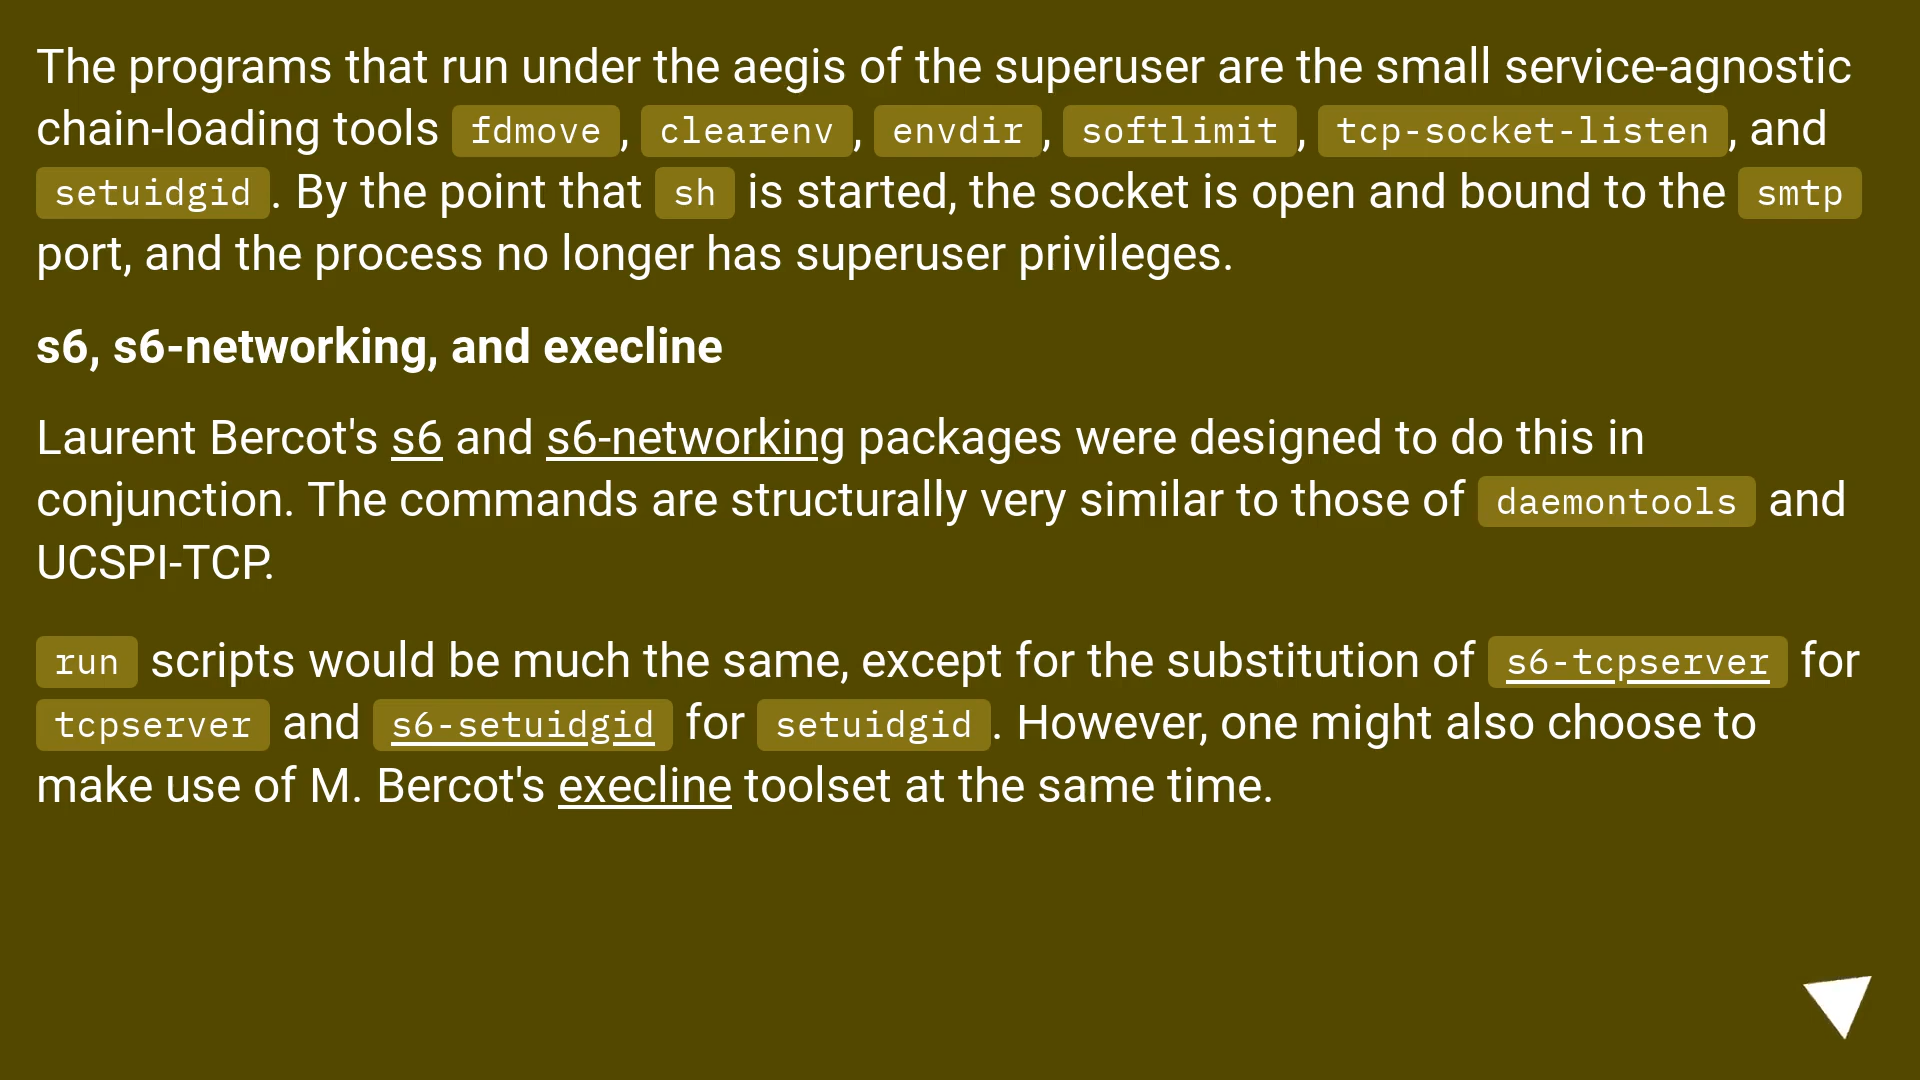 The programs that run under the aegis of the superuser are the small service-agnostic
chain-loading tools fdmove, clearenv, envdir, softlimit, tcp-socket-listen, and
setuidgid. By the point that sh is started, the socket is open and bound to the smtp
port, and the process no longer has superuser privileges.
s6, s6-networking, and execline
Laurent Bercot's s6 and s6-networking packages were designed to do this in
conjunction. The commands are structurally very similar to those of daemontools and
UCSPI-TCP.
run scripts would be much the same, except for the substitution of s6-tcpserver for
tcpserver and s6-setuidgid for setuidgid. However, one might also choose to
make use of M. Bercot's execline toolset at the same time.